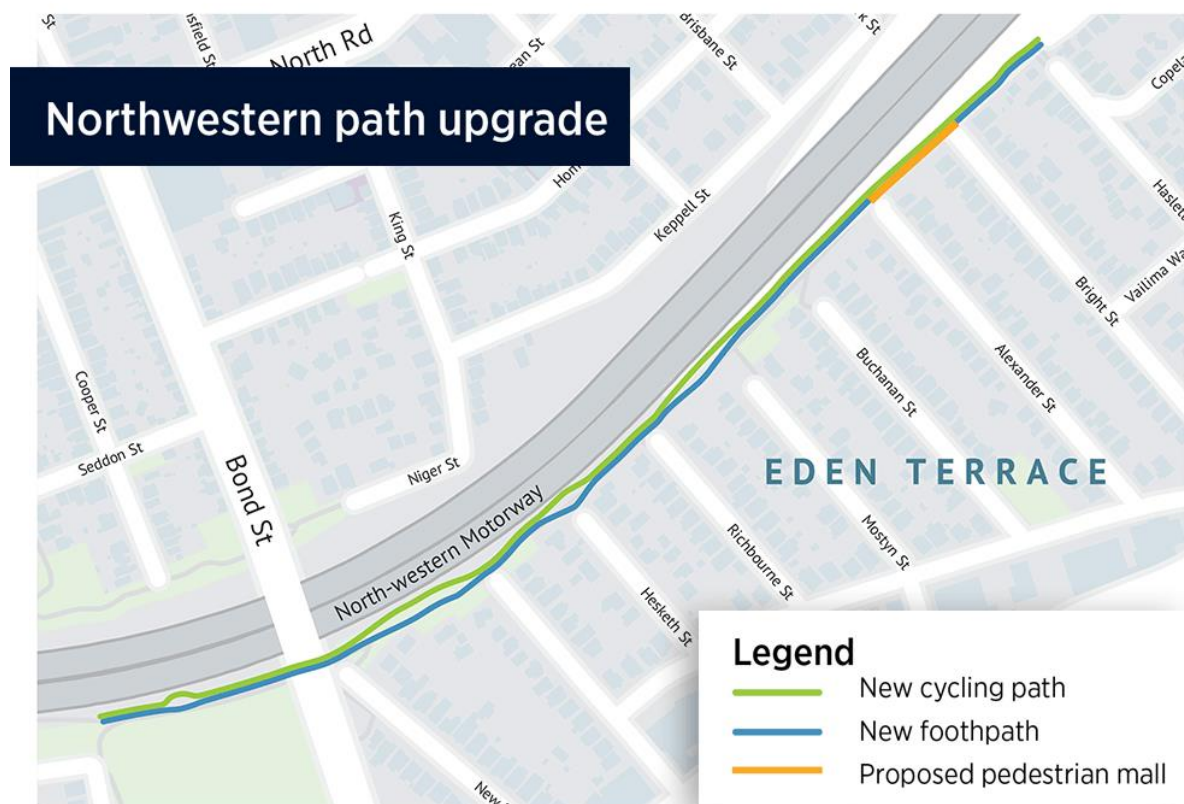 North Rd
Northwestern path upgrade
Brisbane St
Keppell St
King St
Cooper St
Seddon St
Bond St
Niger St
North-western Motorway
Bright St
Alexander St
Buchanan St
EDEN TERRACE
Mostyn St
Richbourne St
Hesketh St
Legend
New cycling path
New foothpath
Proposed pedestrian mall